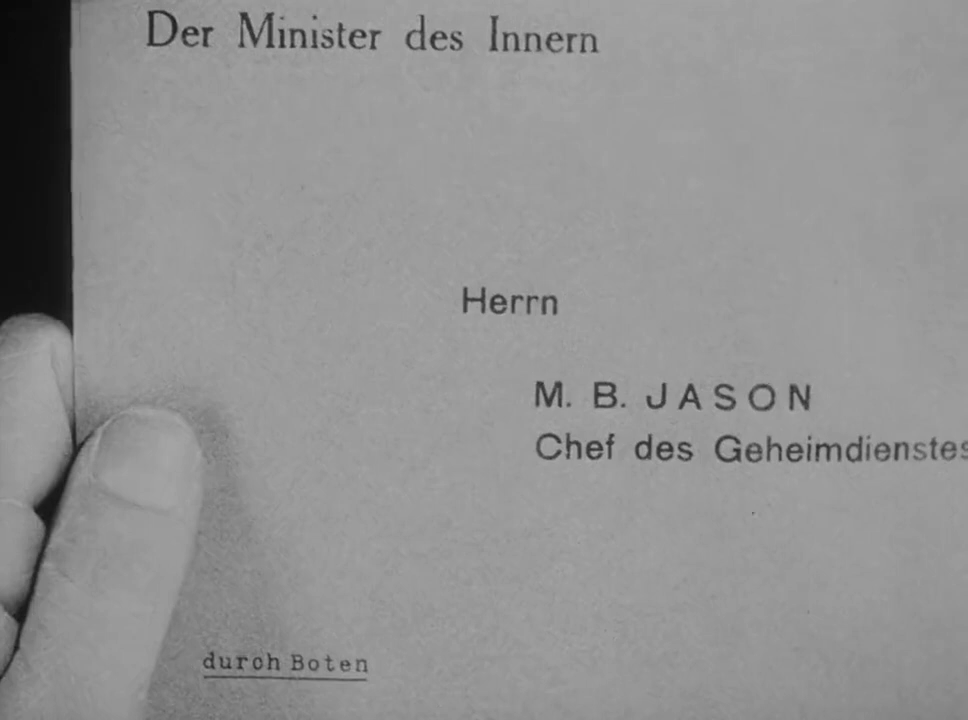 Der Minister des Innern
Herrn
M. B. JASON
Chef des Geheimdienstes
durch Boten